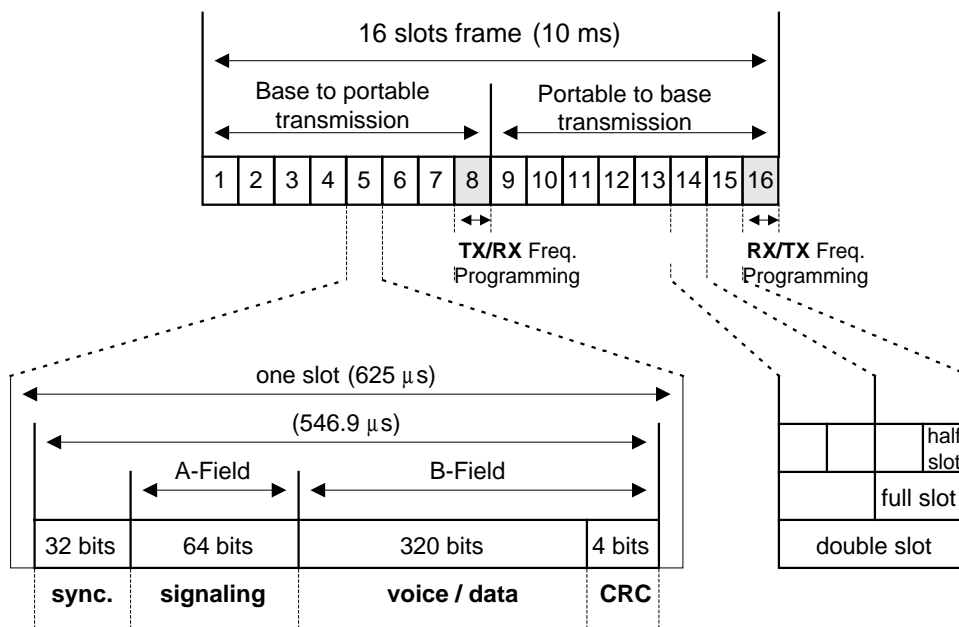 16 slots frame (10 ms)
Base to portable
transmission
Portable to base
transmission
1 2 3 4 5 6 7 8 9 10 11 12 13 14 15 16
TX/RX Freq.
Programming
RX/TX Freq.
Programming
one slot (625 μs)
(546.9 μs)
A-Field
B-Field
32 bits
64 bits
320 bits
4 bits
sync.
signaling
voice / data
CRC
half
slot
full slot
double slot